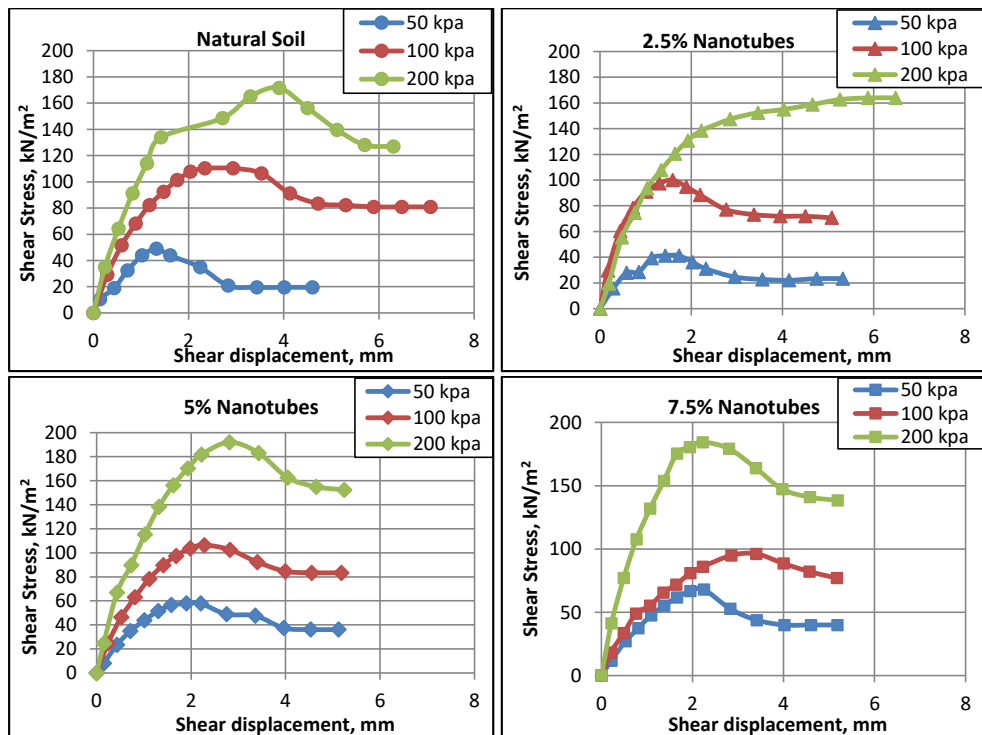 Natural Soil
50 kpa
100 kpa
200 kpa
200
180
160
140
120
100
80
60
40
20
0
0 2 4 6 8
Shear Stress, kN/m²
Shear displacement, mm
2.5% Nanotubes
50 kpa
100 kpa
200 kpa
200
180
160
140
120
100
80
60
40
20
0
0 2 4 6 8
Shear Stress, kN/m²
Shear displacement, mm
5% Nanotubes
50 kpa
100 kpa
200 kpa
200
180
160
140
120
100
80
60
40
20
0
0 2 4 6 8
Shear Stress, kN/m²
Shear displacement, mm
7.5% Nanotubes
50 kpa
100 kpa
200 kpa
200
150
100
50
0
0 2 4 6 8
Shear Stress, kN/m²
Shear displacement, mm